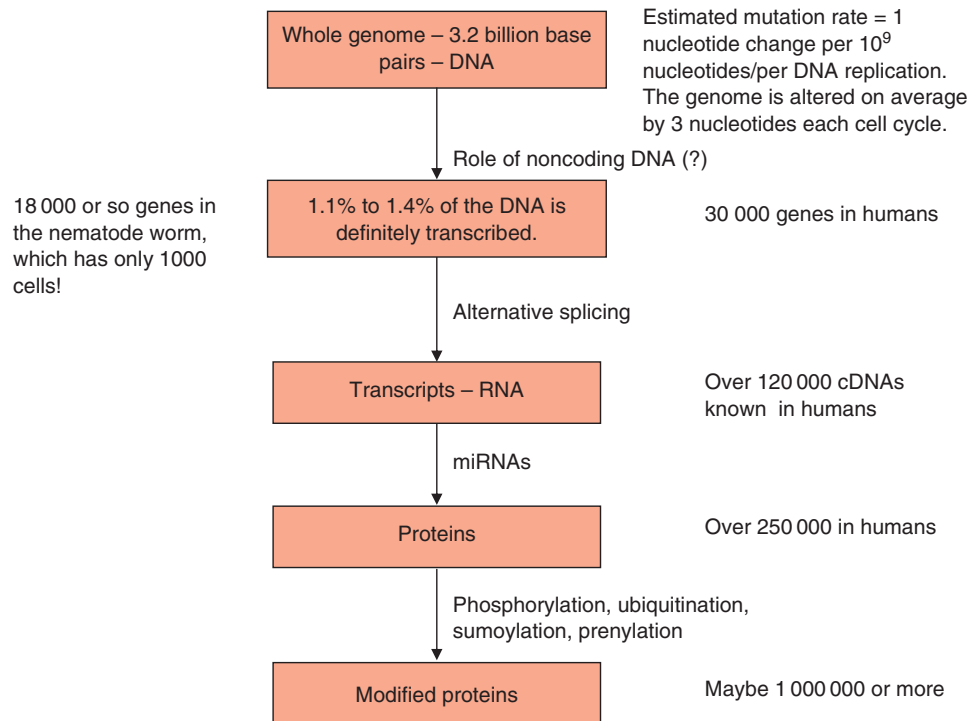 Whole genome – 3.2 billion base
pairs – DNA
Estimated mutation rate = 1
nucleotide change per 10⁹
nucleotides/per DNA replication.
The genome is altered on average
by 3 nucleotides each cell cycle.
Role of noncoding DNA (?)
18 000 or so genes in
the nematode worm,
which has only 1000
cells!
1.1% to 1.4% of the DNA is
definitely transcribed.
30 000 genes in humans
Alternative splicing
Transcripts – RNA
Over 120 000 cDNAs
known in humans
miRNAs
Proteins
Over 250 000 in humans
Phosphorylation, ubiquitination,
sumoylation, prenylation
Modified proteins
Maybe 1 000 000 or more